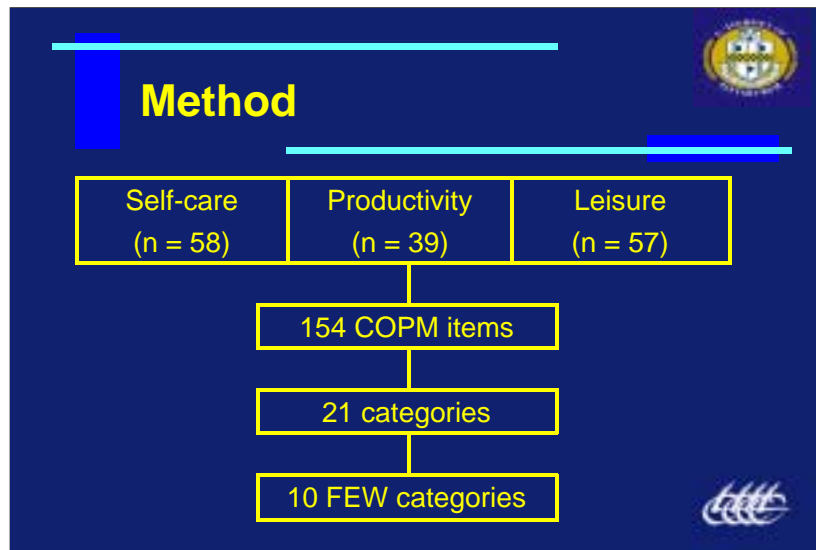 Method
Self-care
(n = 58)
Productivity
(n = 39)
Leisure
(n = 57)
154 COPM items
21 categories
10 FEW categories